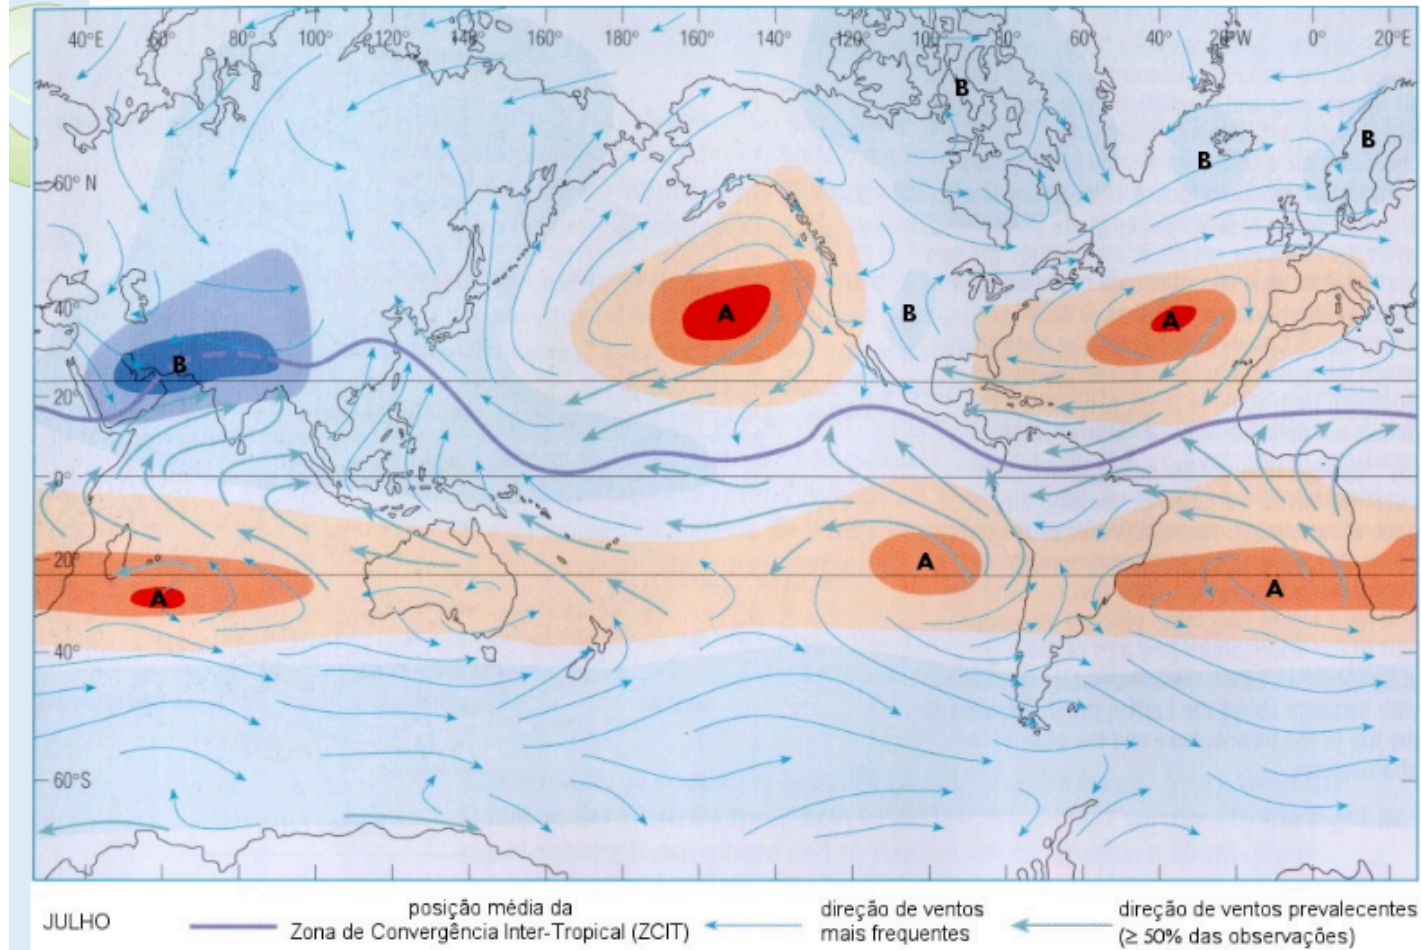 40°E 60° 80° 100° 120° 140° 160° 180° 160° 140° 120° 100° 80° 60° 40° 20°W 0° 20°E
B
B
B
60° N
40°
A
B
A
B
20°
0°
20°
A
A
A
40°
60°S
JULHO
posição média da
Zona de Convergência Inter-Tropical (ZCIT)
direção de ventos
mais frequentes
direção de ventos prevalecentes
(≥ 50% das observações)